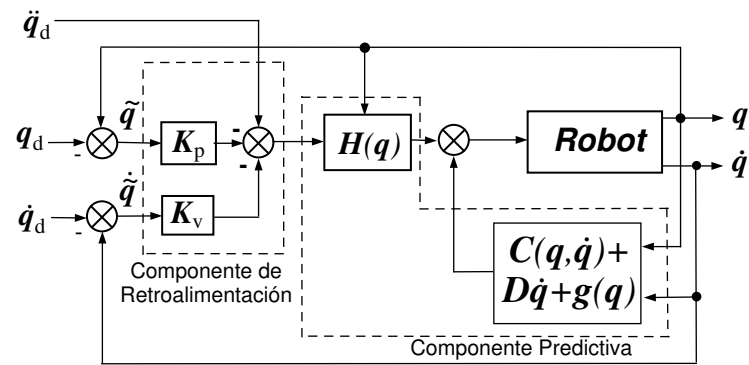 q̈d
q̃
qd
-
Kp
-
-
H(q)
Robot
q
q̇
q̃̇
q̇d
-
Kv
Componente de
Retroalimentación
C(q,q̇)+
Dq̇+g(q)
Componente Predictiva